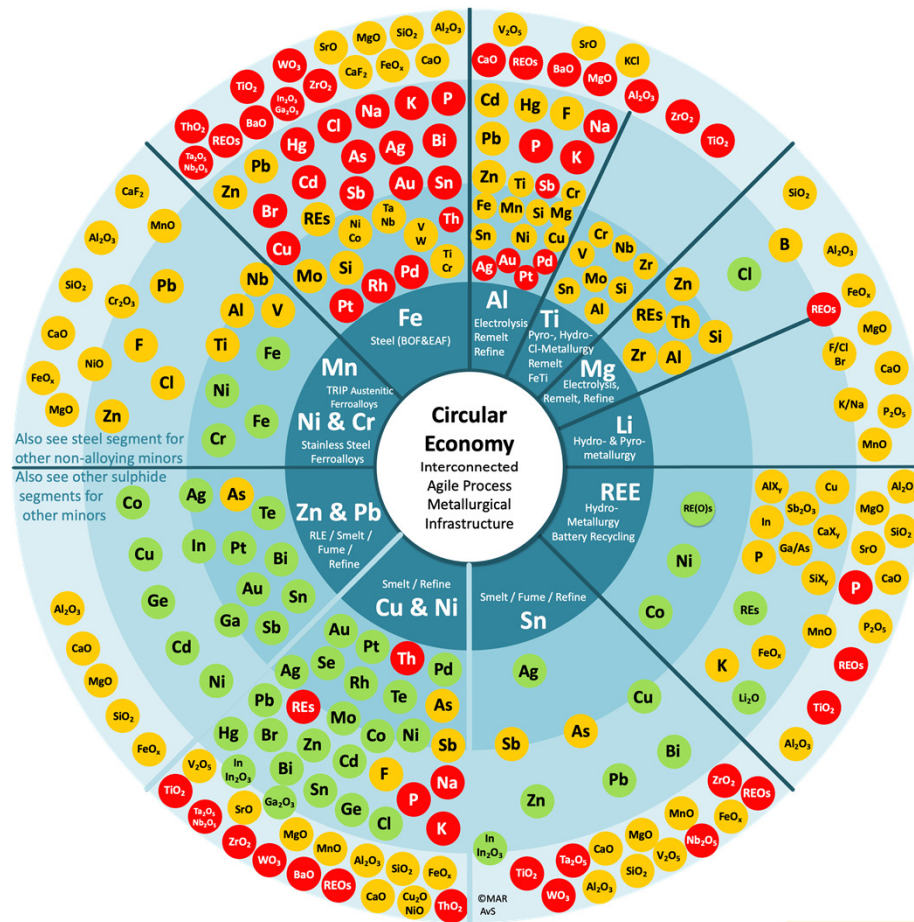 Circular
Economy
Interconnected
Agile Process
Metallurgical
Infrastructure
Fe
Steel (BOF&EAF)
Al
Electrolysis
Remelt
Refine
Ti
Pyro-, Hydro-
Cl-Metallurgy
Remelt
FeTi
Mg
Electrolysis,
Remelt, Refine
Li
Hydro- & Pyro-
metallurgy
REE
Hydro-
Metallurgy
Battery Recycling
Smelt / Fume / Refine
Sn
Smelt / Refine
Cu & Ni
Zn & Pb
RLE / Smelt /
Fume /
Refine
Mn
TRIP Austenitic
Ferroalloys
Ni & Cr
Stainless Steel
Ferroalloys
Also see steel segment for
other non-alloying minors
Also see other sulphide
segments for
other minors
SrO
MgO
SiO₂
Al₂O₃
WO₃
CaF₂
FeOₓ
CaO
TiO₂
In₂O₃
Ga₂O₃
ZrO₂
ThO₂
REOs
BaO
Ta₂O₅
Nb₂O₅
Na
K
P
Cl
Hg
Pb
Zn
As
Ag
Bi
Cd
Sb
Au
Sn
Br
REs
Ni
Co
Ta
Nb
V
W
Th
Cu
Mo
Si
Ti
Cr
Pt
Rh
Pd
V₂O₅
SrO
KCl
CaO
REOs
BaO
MgO
Al₂O₃
ZrO₂
TiO₂
Cd
Hg
F
Na
Pb
P
K
Zn
Ti
Sb
Cr
Fe
Mn
Si
Mg
Sn
Ni
Cu
Ag
Au
Pt
Pd
Cr
V
Nb
Zr
Mo
Sn
Si
Al
Zn
REs
Th
Si
Zr
Al
SiO₂
B
Cl
Al₂O₃
REOs
FeOₓ
MgO
F/Cl
Br
CaO
K/Na
P₂O₅
MnO
RE(O)s
Ni
Co
AlXᵧ
Cu
Al₂O₃
Sb₂O₃
In
CaXᵧ
MgO
SiO₂
P
Ga/As
SrO
SiXᵧ
P
CaO
REs
MnO
P₂O₅
K
FeOₓ
REOs
Li₂O
TiO₂
Al₂O₃
Ag
Cu
Sb
As
Bi
Pb
Zn
In
In₂O₃
ZrO₂
REOs
MnO
FeOₓ
MgO
Nb₂O₅
CaO
V₂O₅
Ta₂O₅
SiO₂
TiO₂
Al₂O₃
WO₃
Au
Pt
Th
Pd
Ag
Se
Rh
Te
As
Pb
REs
Mo
Co
Ni
Sb
Hg
Br
Zn
Cd
F
Na
In
In₂O₃
Bi
Sn
P
Ga₂O₃
Ge
Cl
K
V₂O₅
TiO₂
Ta₂O₅
Nb₂O₅
SrO
ZrO₂
MgO
MnO
WO₃
Al₂O₃
SiO₂
FeOₓ
BaO
REOs
CaO
Cu₂O
NiO
ThO₂
Co
Ag
As
Te
Cu
In
Pt
Bi
Ge
Au
Sn
Ga
Sb
Cd
Ni
Al₂O₃
CaO
MgO
SiO₂
FeOₓ
CaF₂
MnO
Al₂O₃
Pb
Nb
SiO₂
Cr₂O₃
Al
V
CaO
F
Ti
Fe
NiO
FeOₓ
Cl
Ni
MgO
Zn
Fe
Cr
©MAR
AvS